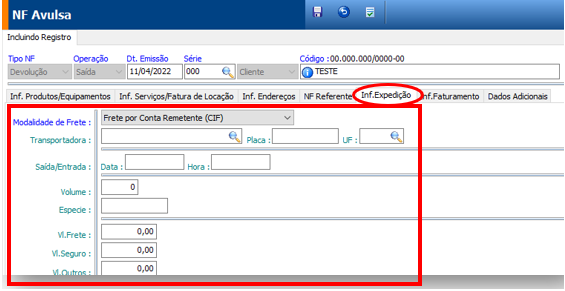 NF Avulsa
Incluindo Registro
Tipo NF Operação Dt. Emissão Série Código :00.000.000/0000-00
Devolução Saída 11/04/2022 000 Cliente TESTE
Inf. Produtos/Equipamentos Inf. Serviços/Fatura de Locação Inf. Endereços NF Referente Inf.Expedição Inf.Faturamento Dados Adicionais
Modalidade de Frete : Frete por Conta Remetente (CIF)
Transportadora : Placa : UF :
Saída/Entrada : Data : Hora :
Volume : 0
Especie :
Vl.Frete : 0,00
Vl.Seguro : 0,00
Vl.Outros : 0,00